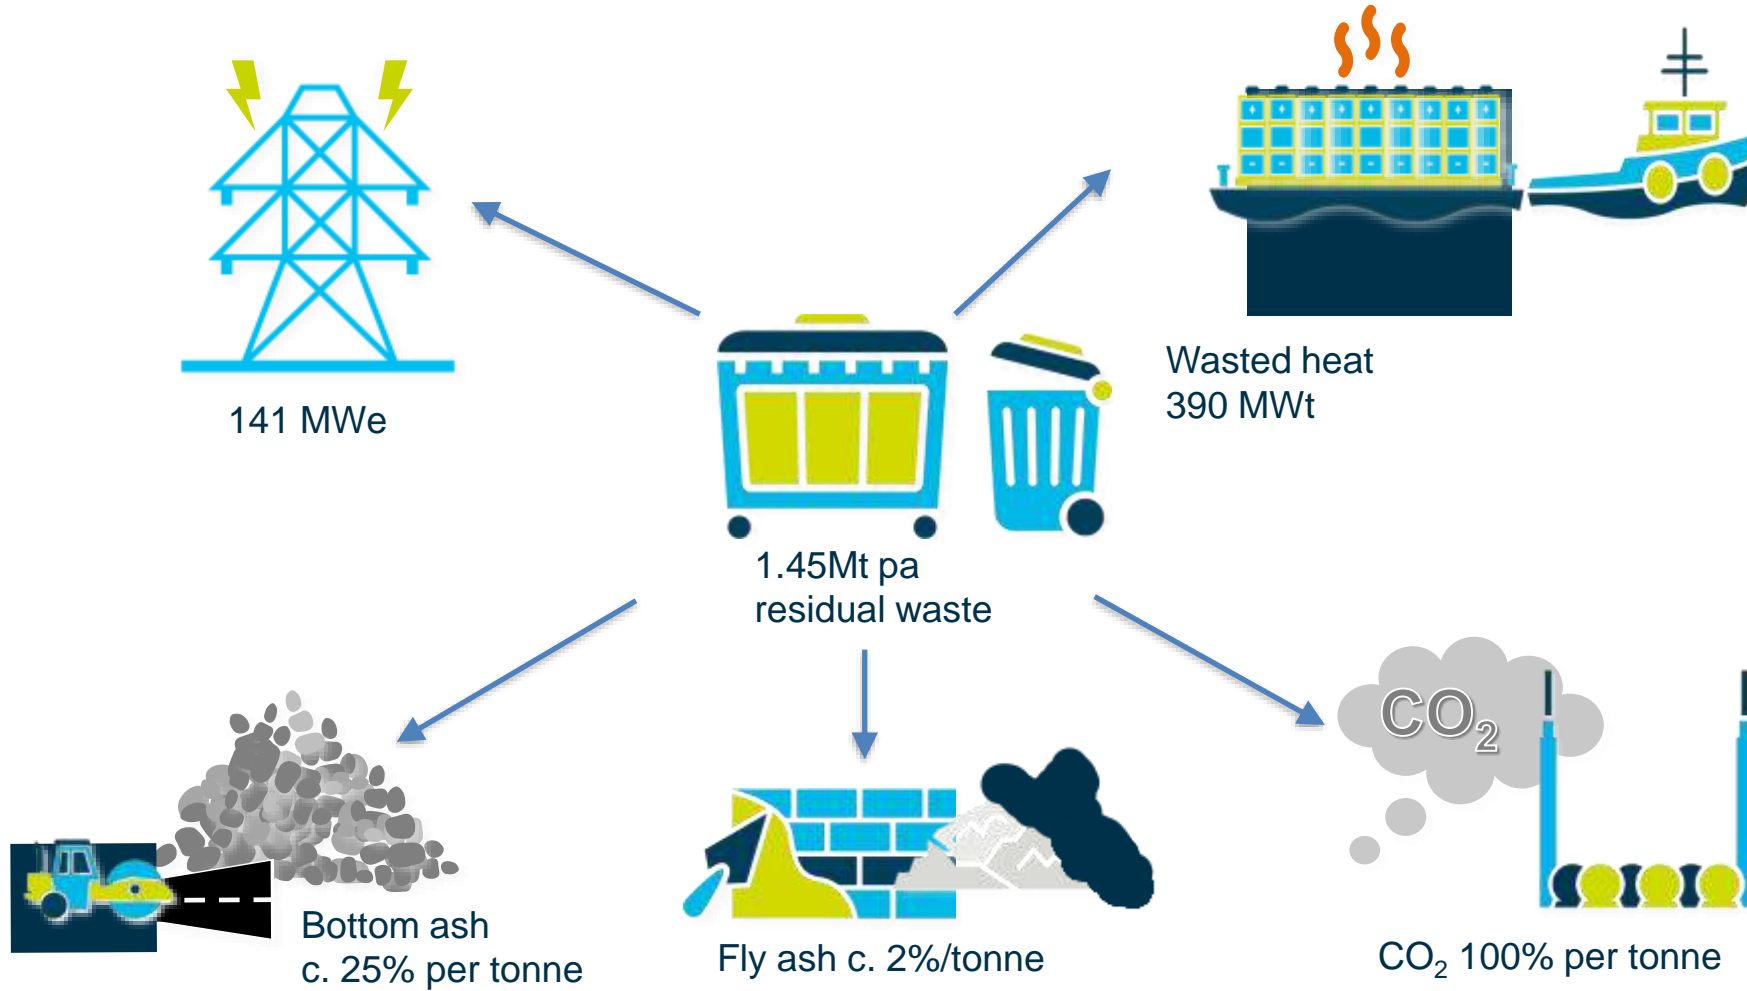 141 MWe
Wasted heat
390 MWt
1.45Mt pa
residual waste
CO₂
Bottom ash
c. 25% per tonne
Fly ash c. 2%/tonne
CO₂ 100% per tonne